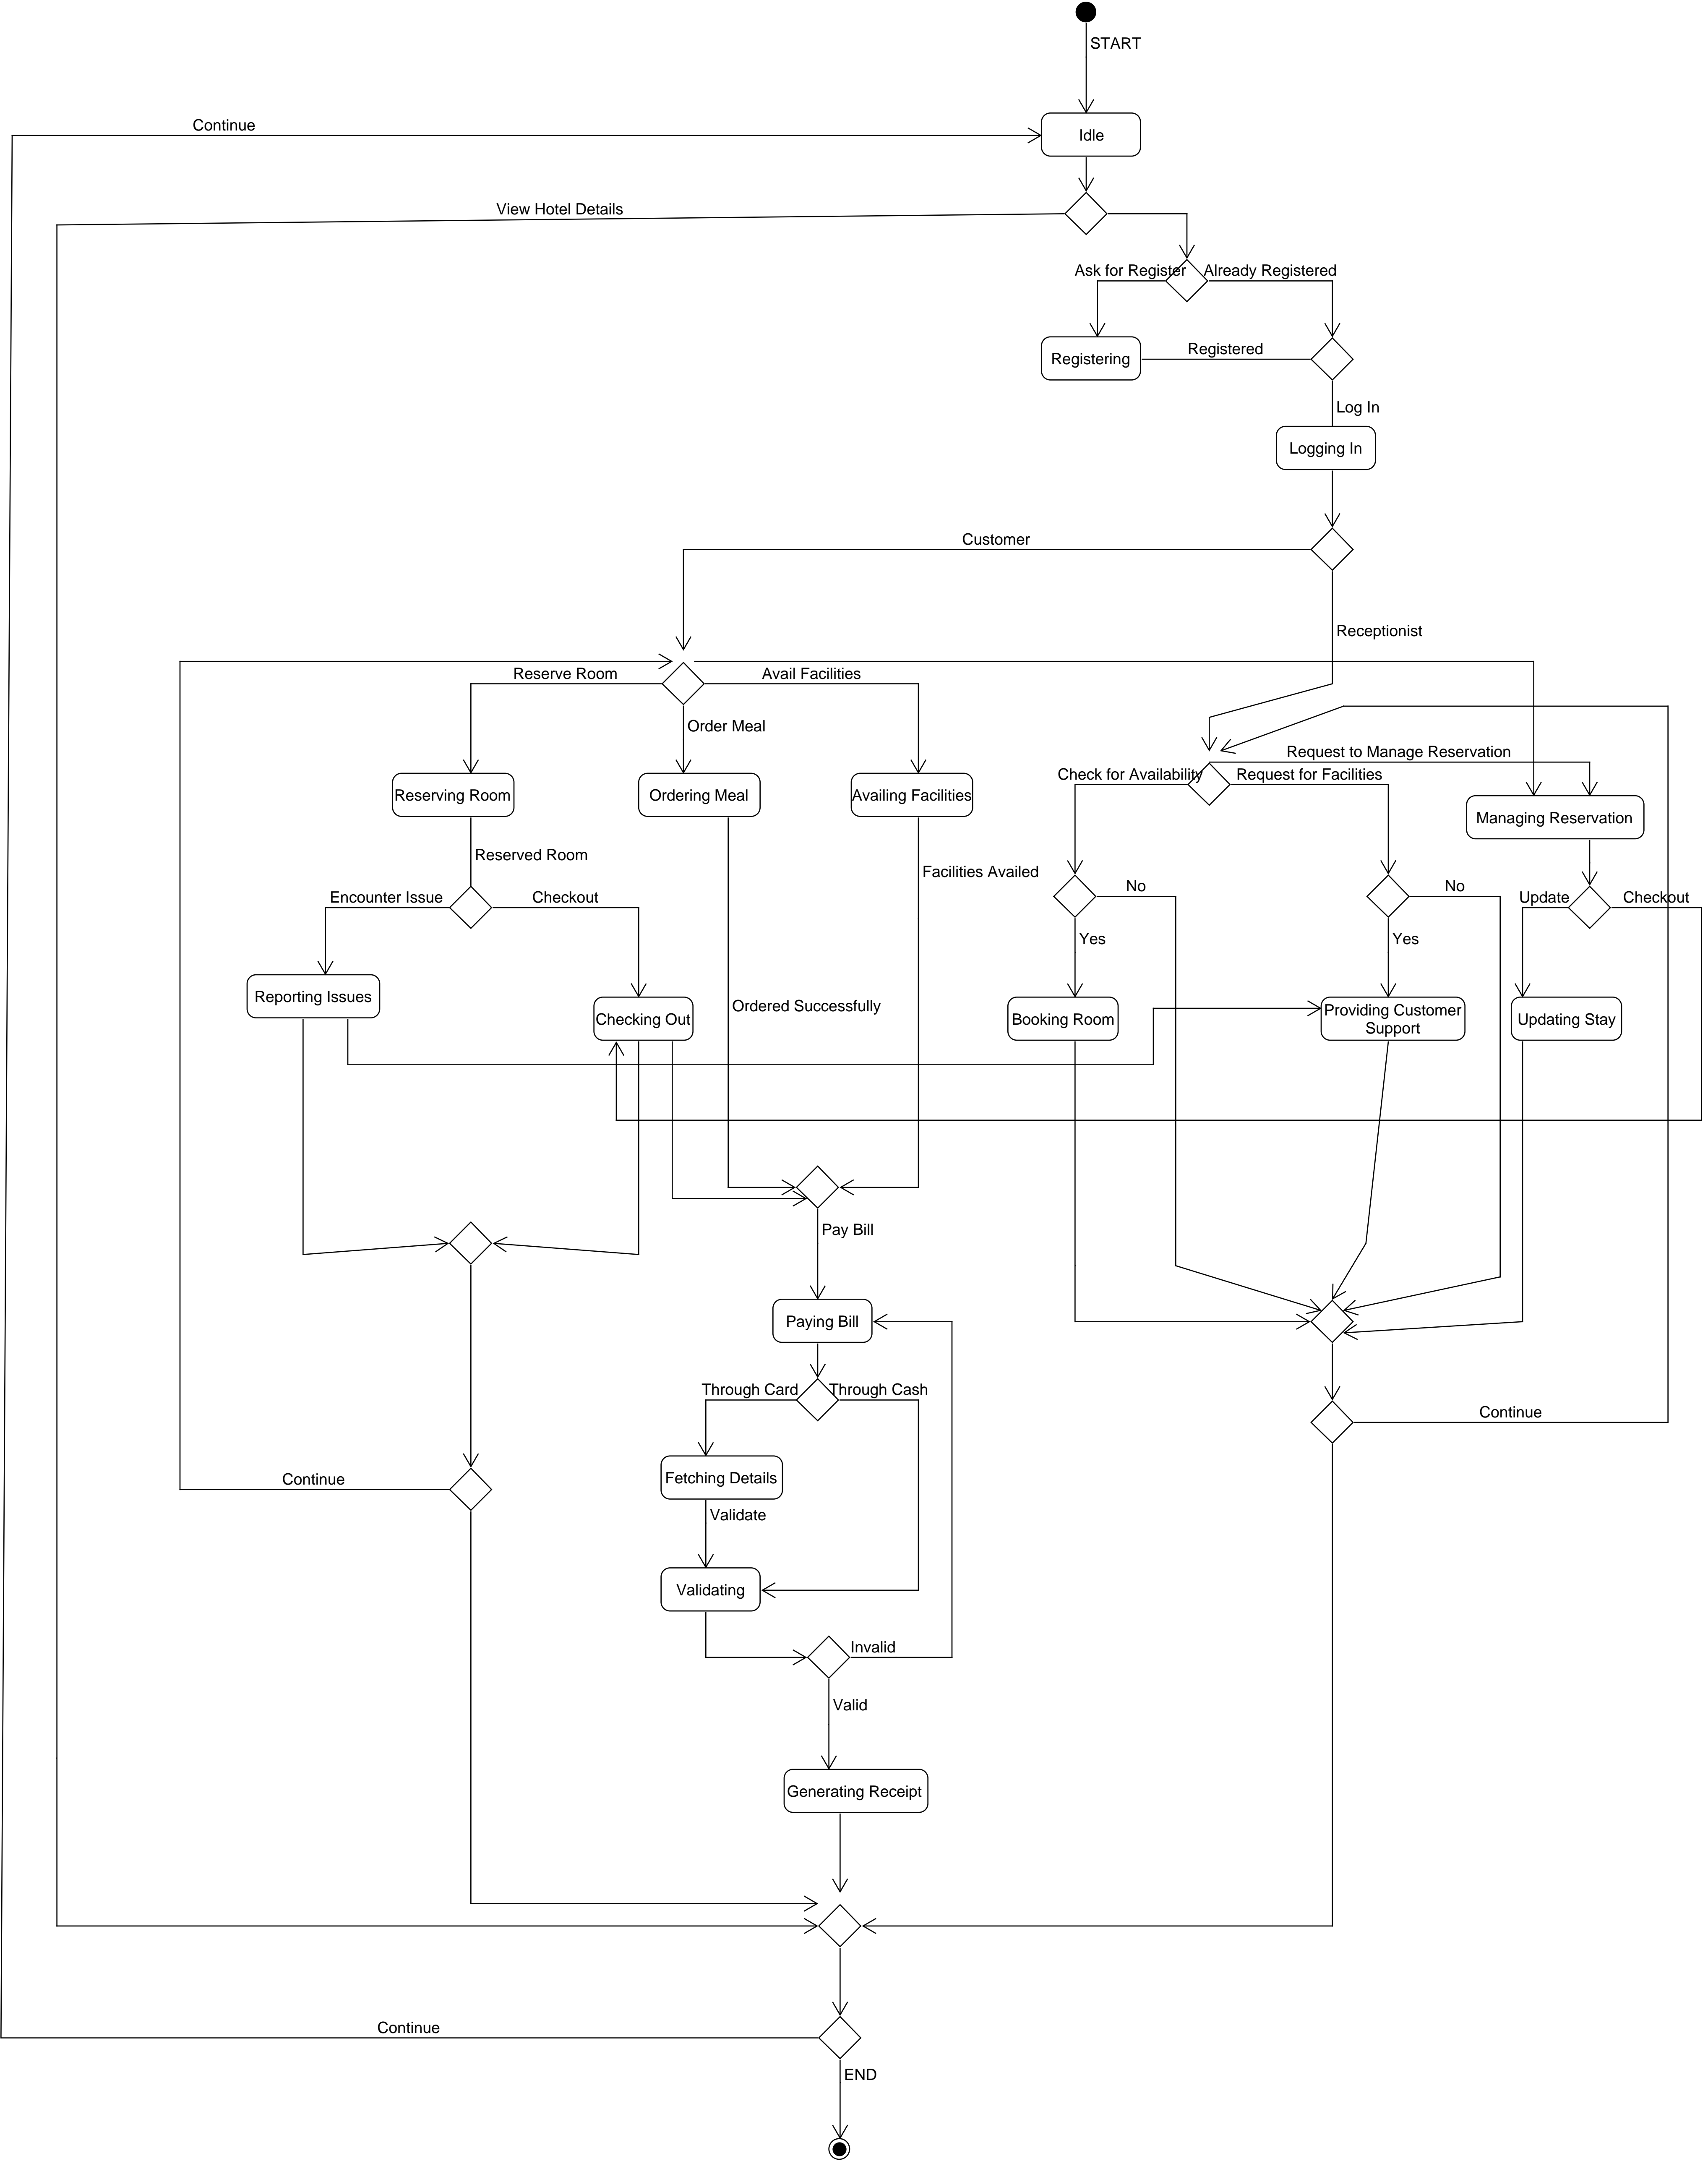 START
Continue
Idle
View Hotel Details
Ask for Register
Already Registered
Registering
Registered
Log In
Logging In
Customer
Receptionist
Reserve Room
Avail Facilities
Order Meal
Request to Manage Reservation
Check for Availability
Request for Facilities
Reserving Room
Ordering Meal
Availing Facilities
Managing Reservation
Reserved Room
Facilities Availed
Encounter Issue
Checkout
No
No
Update
Checkout
Yes
Yes
Reporting Issues
Ordered Successfully
Checking Out
Booking Room
Providing Customer
Support
Updating Stay
Pay Bill
Paying Bill
Through Card
Through Cash
Continue
Continue
Fetching Details
Validate
Validating
Invalid
Valid
Generating Receipt
Continue
END